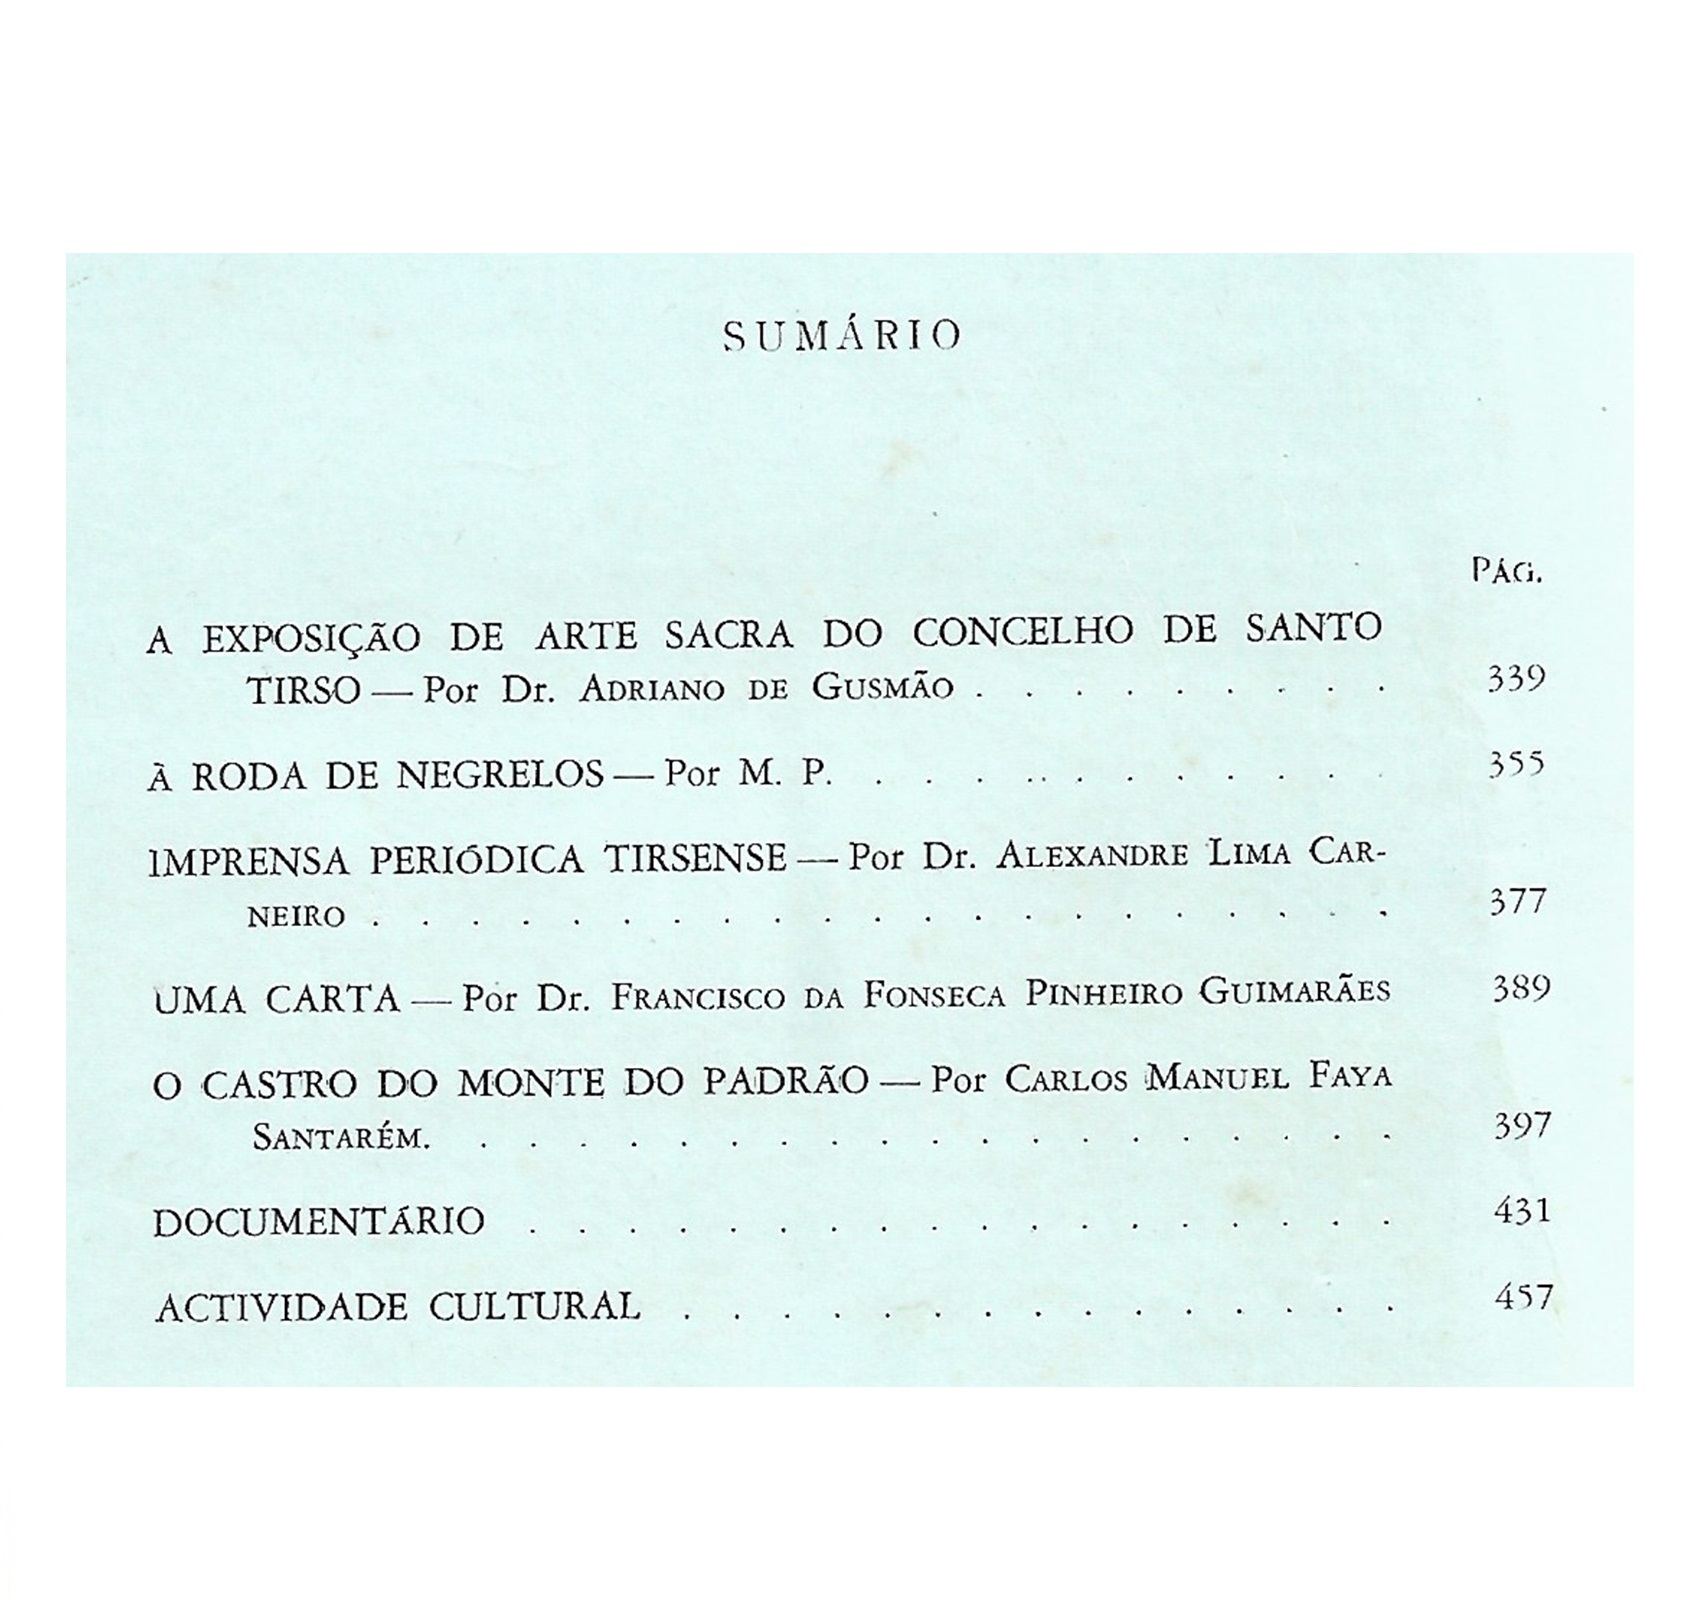 SUMÁRIO
PÁG.
A EXPOSIÇÃO DE ARTE SACRA DO CONCELHO DE SANTO
TIRSO — Por Dr. ADRIANO DE GUSMÃO . . . . . . . . . 339
À RODA DE NEGRELOS — Por M. P. . . . . . . . . . . . 355
IMPRENSA PERIÓDICA TIRSENSE — Por Dr. ALEXANDRE LIMA CAR-
NEIRO . . . . . . . . . . . . . . . . . . . . . 377
UMA CARTA — Por Dr. FRANCISCO DA FONSECA PINHEIRO GUIMARÃES 389
O CASTRO DO MONTE DO PADRÃO — Por CARLOS MANUEL FAYA
SANTARÉM. . . . . . . . . . . . . . . . . . . . 397
DOCUMENTÁRIO . . . . . . . . . . . . . . . . . . 431
ACTIVIDADE CULTURAL . . . . . . . . . . . . . . . 457